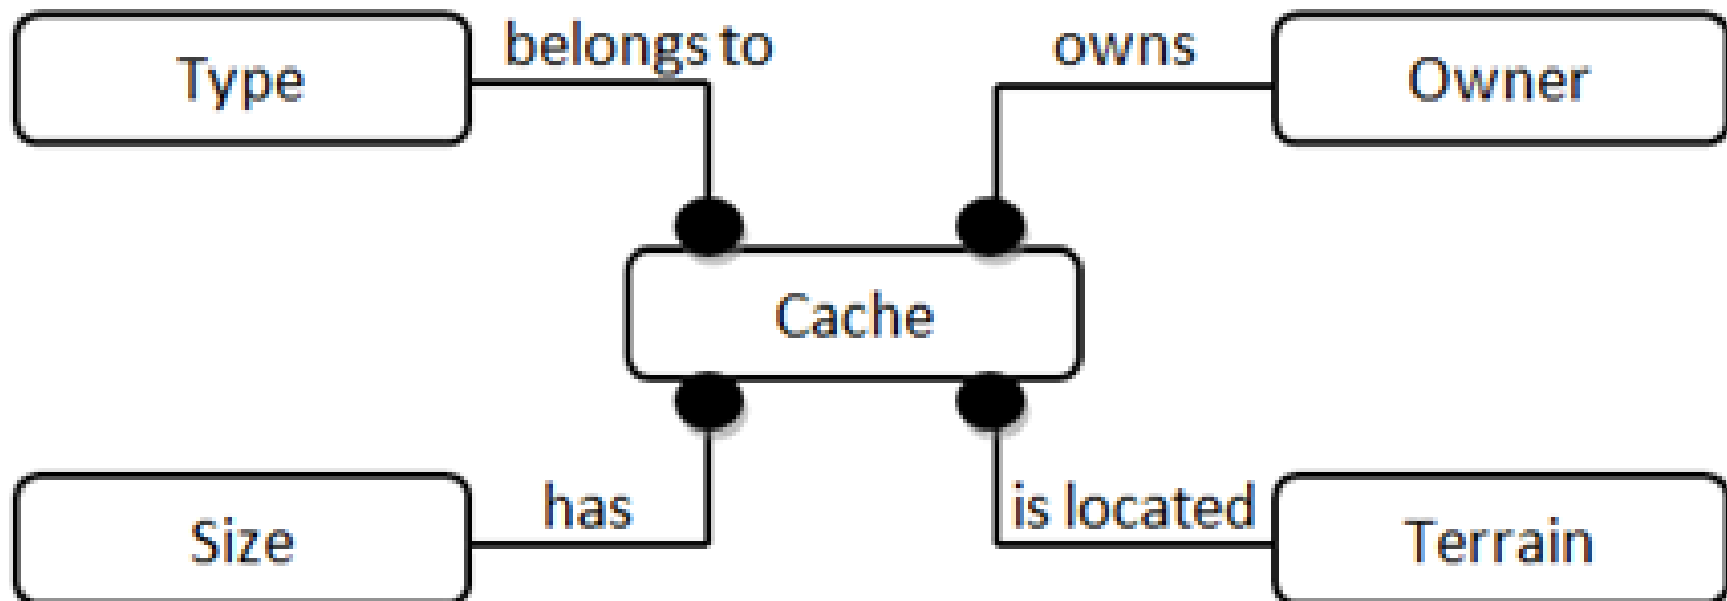 Type
belongs to
owns
Owner
Cache
Size
has
is located
Terrain